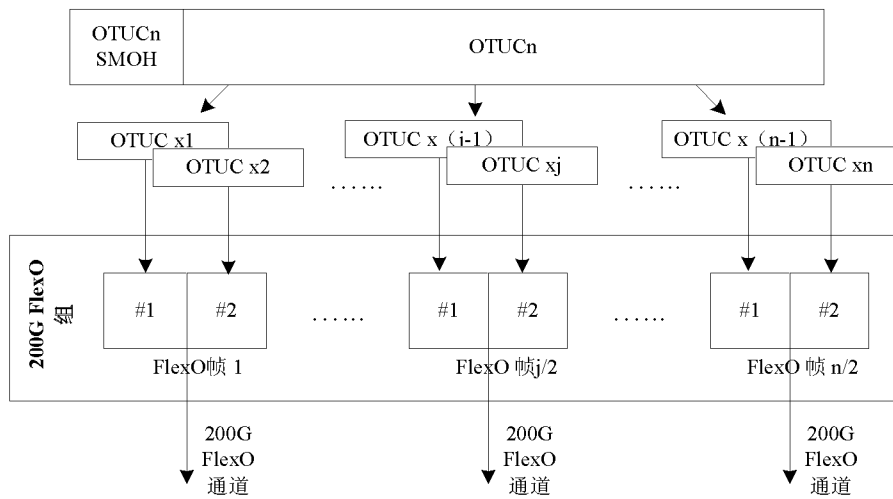 OTUCn
SMOH
OTUCn
OTUC x1
OTUC x2
……
OTUC x（j-1）
OTUC xj
……
OTUC x（n-1）
OTUC xn
200G FlexO
组
#1
#2
……
#1
#2
……
#1
#2
FlexO帧 1
FlexO 帧j/2
FlexO 帧 n/2
200G
FlexO
通道
200G
FlexO
通道
200G
FlexO
通道